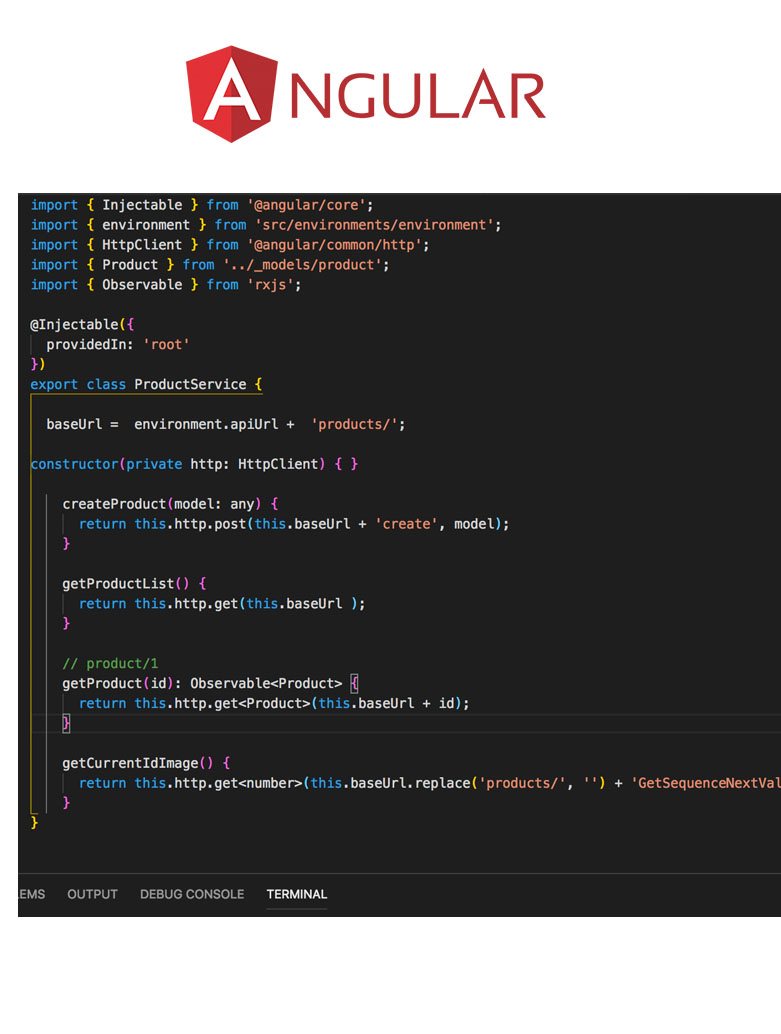 ANGULAR
import { Injectable } from '@angular/core';
import { environment } from 'src/environments/environment';
import { HttpClient } from '@angular/common/http';
import { Product } from '../_models/product';
import { Observable } from 'rxjs';
@Injectable({
providedIn: 'root'
})
export class ProductService {
baseUrl =  environment.apiUrl +  'products/';
constructor(private http: HttpClient) { }
createProduct(model: any) {
return this.http.post(this.baseUrl + 'create', model);
}
getProductList() {
return this.http.get(this.baseUrl );
}
// product/1
getProduct(id): Observable<Product> {
return this.http.get<Product>(this.baseUrl + id);
}
getCurrentIdImage() {
return this.http.get<number>(this.baseUrl.replace('products/', '') + 'GetSequenceNextVal
}
}
LEMS OUTPUT DEBUG CONSOLE TERMINAL